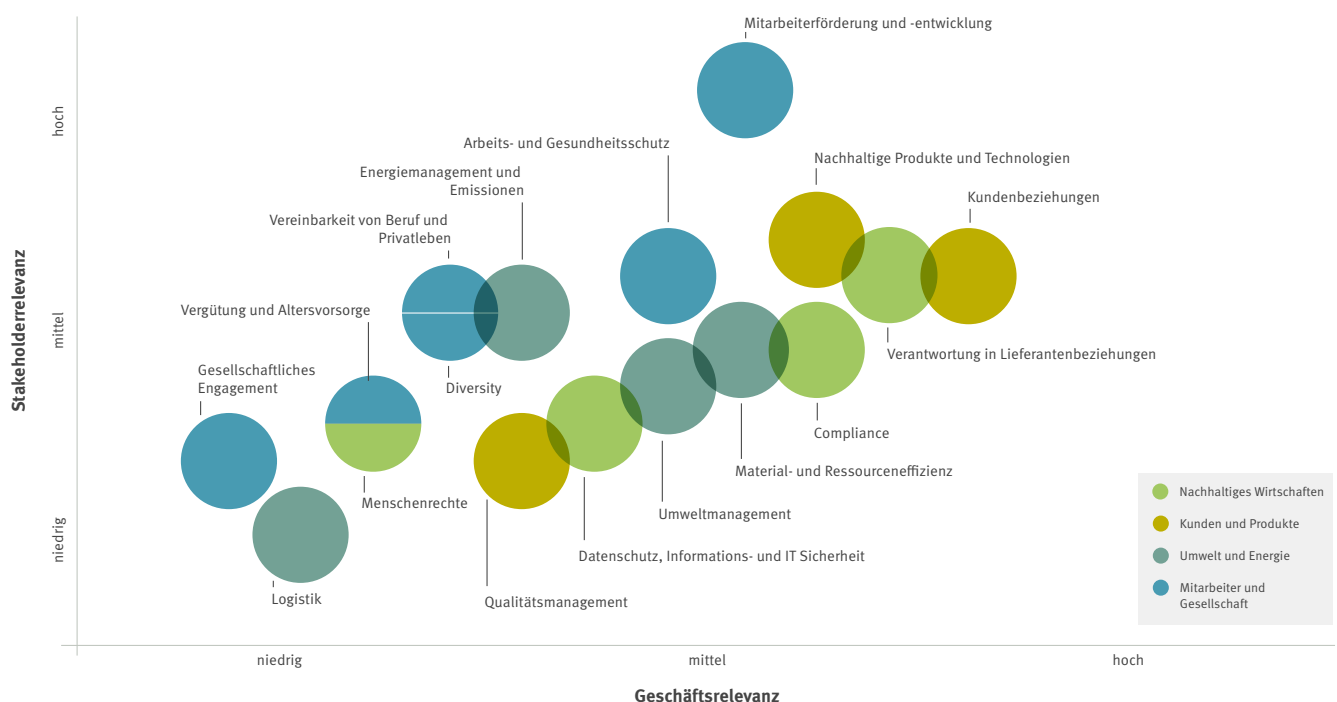 Mitarbeiterförderung und -entwicklung
hoch
Arbeits- und Gesundheitsschutz
Nachhaltige Produkte und Technologien
Energiemanagement und
Emissionen
Kundenbeziehungen
Vereinbarkeit von Beruf und
Privatleben
Stakeholderrelevanz
mittel
Vergütung und Altersvorsorge
Verantwortung in Lieferantenbeziehungen
Gesellschaftliches
Engagement
Diversity
Compliance
Material- und Ressourceneffizienz
Menschenrechte
Umweltmanagement
niedrig
Datenschutz, Informations- und IT Sicherheit
Logistik
Qualitätsmanagement
Nachhaltiges Wirtschaften
Kunden und Produkte
Umwelt und Energie
Mitarbeiter und
Gesellschaft
niedrig
mittel
hoch
Geschäftsrelevanz